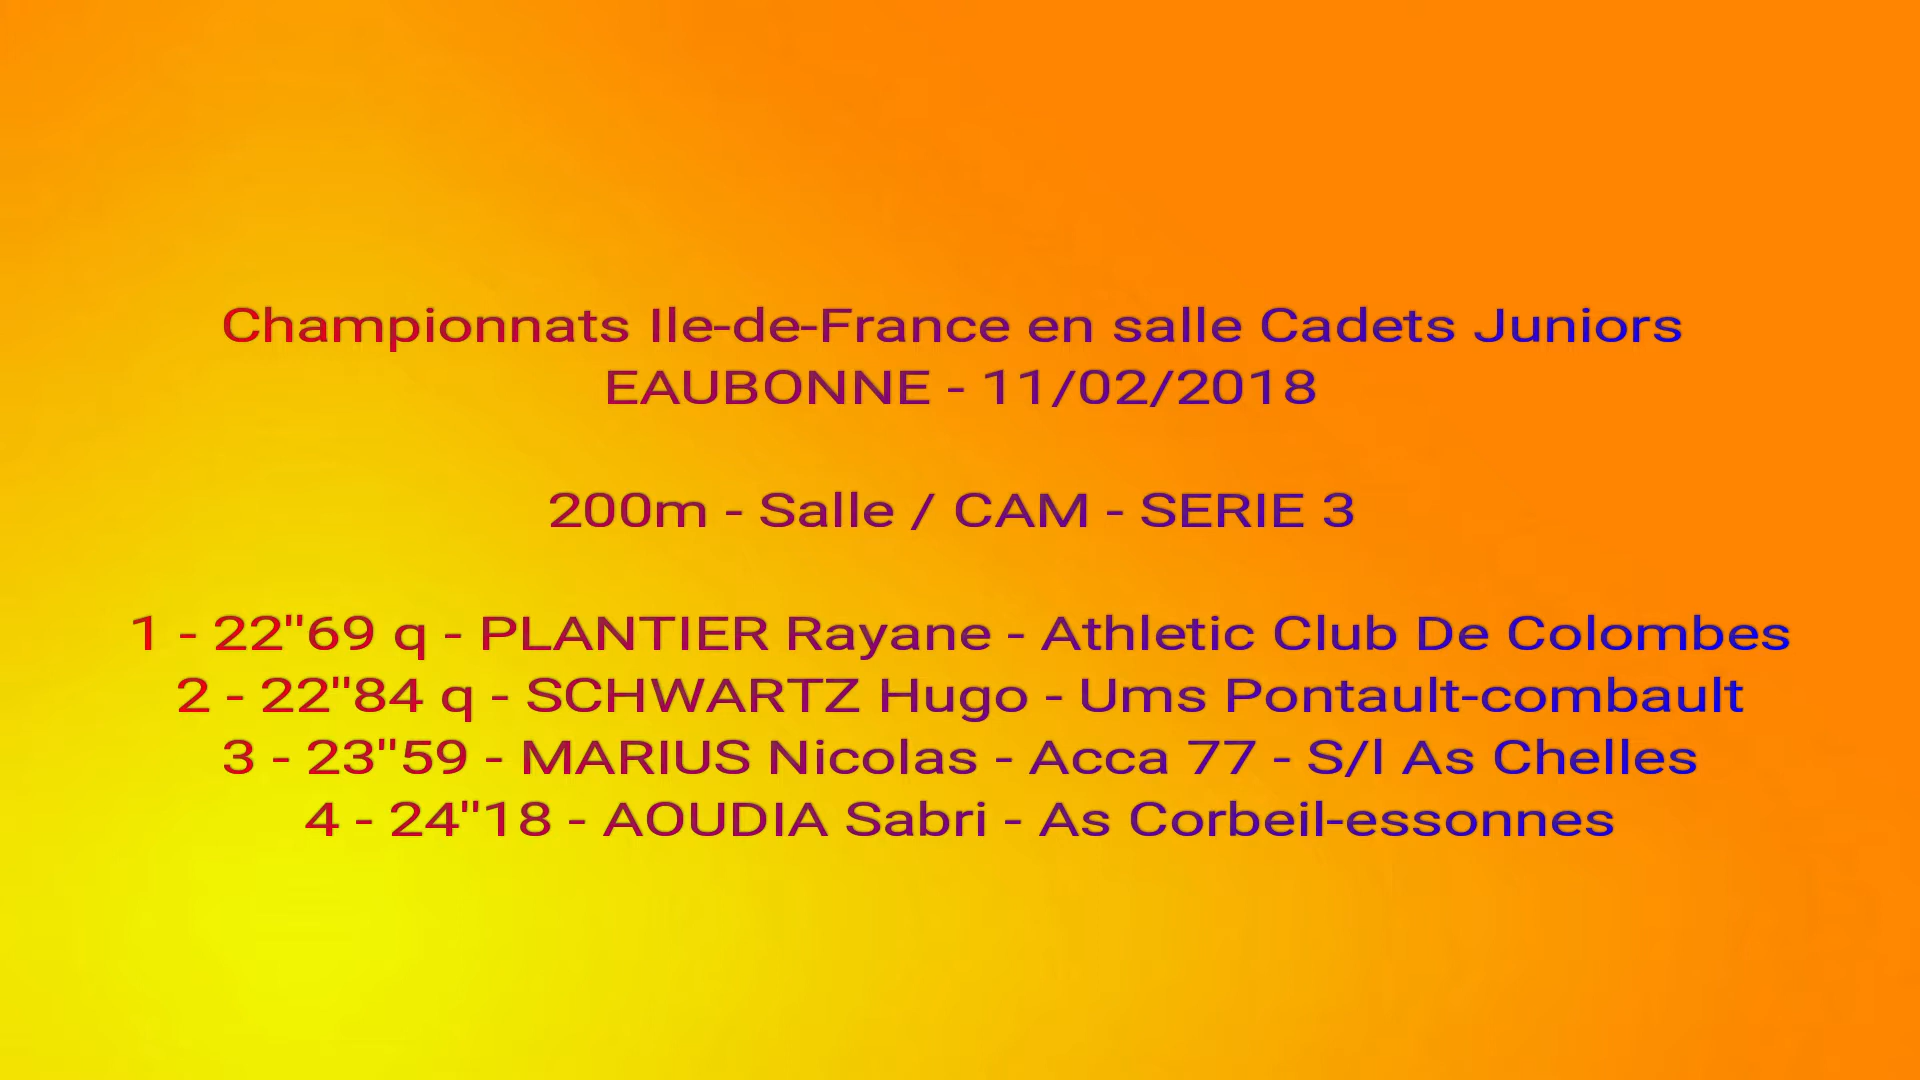 Championnats Ile-de-France en salle Cadets Juniors
EAUBONNE - 11/02/2018
200m - Salle / CAM - SERIE 3
1 - 22"69 q - PLANTIER Rayane - Athletic Club De Colombes
2 - 22"84 q - SCHWARTZ Hugo - Ums Pontault-combault
3 - 23"59 - MARIUS Nicolas - Acca 77 - S/l As Chelles
4 - 24"18 - AOUDIA Sabri - As Corbeil-essonnes